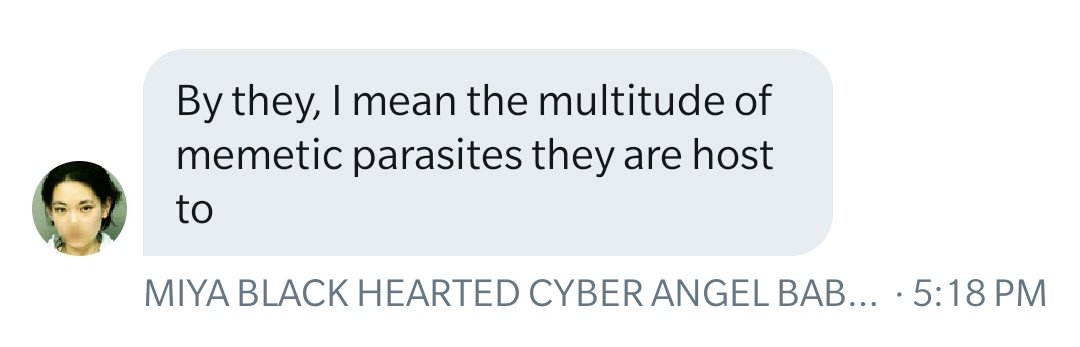 By they, I mean the multitude of
memetic parasites they are host
to
MIYA BLACK HEARTED CYBER ANGEL BAB... · 5:18 PM